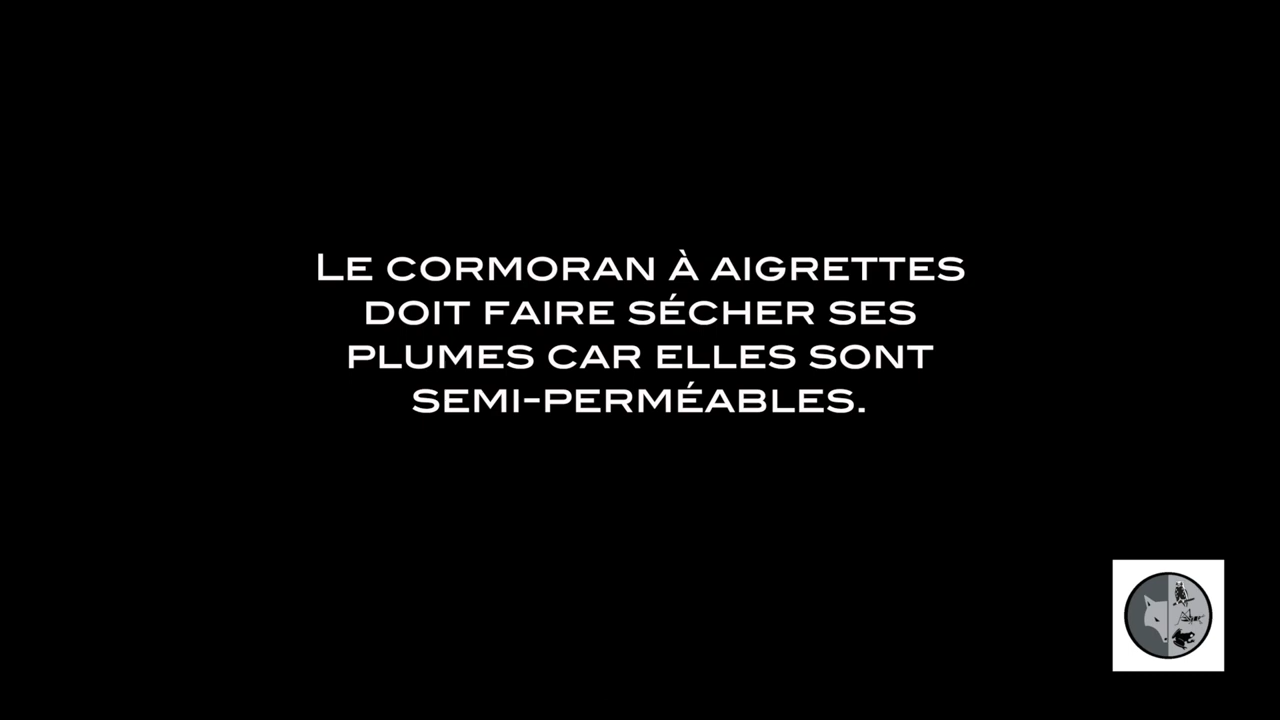 Le cormoran à aigrettes
doit faire sécher ses
plumes car elles sont
semi-perméables.